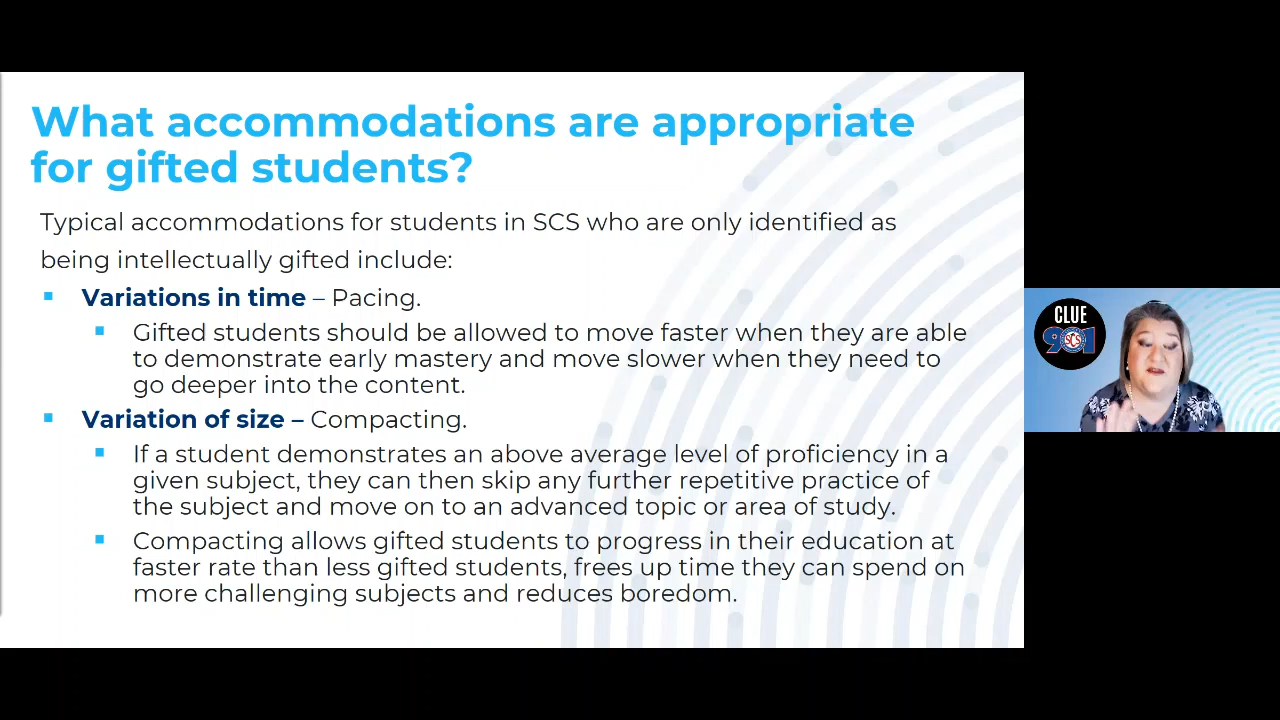 What accommodations are appropriate
for gifted students?
Typical accommodations for students in SCS who are only identified as
being intellectually gifted include:
Variations in time – Pacing.
Gifted students should be allowed to move faster when they are able
to demonstrate early mastery and move slower when they need to
go deeper into the content.
Variation of size – Compacting.
If a student demonstrates an above average level of proficiency in a
given subject, they can then skip any further repetitive practice of
the subject and move on to an advanced topic or area of study.
Compacting allows gifted students to progress in their education at
faster rate than less gifted students, frees up time they can spend on
more challenging subjects and reduces boredom.
CLUE
901
SCS